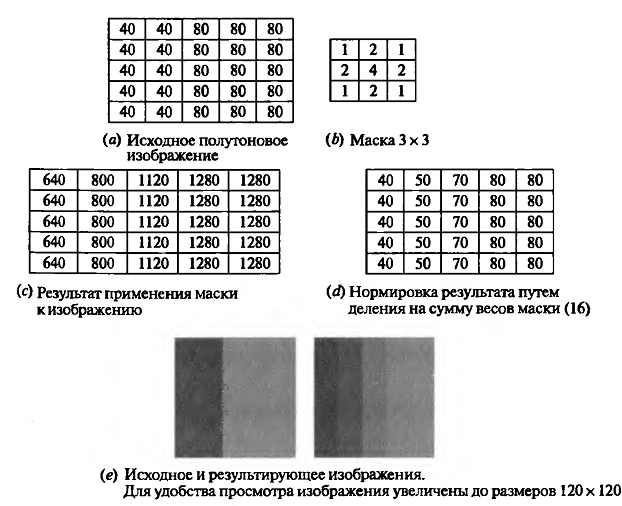 40 40 80 80 80
40 40 80 80 80
40 40 80 80 80
40 40 80 80 80
40 40 80 80 80
1 2 1
2 4 2
1 2 1
(a) Исходное полутоновое
изображение
(b) Маска 3 × 3
640 800 1120 1280 1280
640 800 1120 1280 1280
640 800 1120 1280 1280
640 800 1120 1280 1280
640 800 1120 1280 1280
40 50 70 80 80
40 50 70 80 80
40 50 70 80 80
40 50 70 80 80
40 50 70 80 80
(c) Результат применения маски
к изображению
(d) Нормировка результата путем
деления на сумму весов маски (16)
(e) Исходное и результирующее изображения.
Для удобства просмотра изображения увеличены до размеров 120 × 120